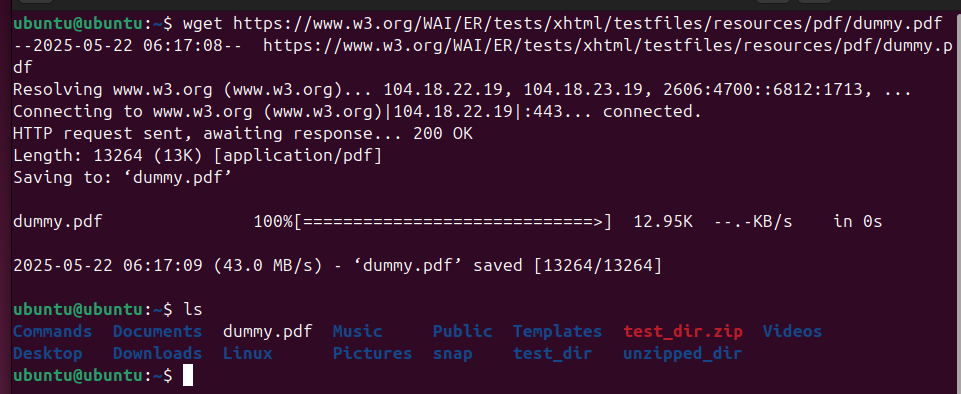 ubuntu@ubuntu:~$ wget https://www.w3.org/WAI/ER/tests/xhtml/testfiles/resources/pdf/dummy.pdf
--2025-05-22 06:17:08--  https://www.w3.org/WAI/ER/tests/xhtml/testfiles/resources/pdf/dummy.p
df
Resolving www.w3.org (www.w3.org)... 104.18.22.19, 104.18.23.19, 2606:4700::6812:1713, ...
Connecting to www.w3.org (www.w3.org)|104.18.22.19|:443... connected.
HTTP request sent, awaiting response... 200 OK
Length: 13264 (13K) [application/pdf]
Saving to: ‘dummy.pdf’
dummy.pdf               100%[=============================>]  12.95K  --.-KB/s    in 0s
2025-05-22 06:17:09 (43.0 MB/s) - ‘dummy.pdf’ saved [13264/13264]
ubuntu@ubuntu:~$ ls
Commands  Documents  dummy.pdf  Music     Public  Templates  test_dir.zip  Videos
Desktop   Downloads  Linux      Pictures  snap    test_dir   unzipped_dir
ubuntu@ubuntu:~$